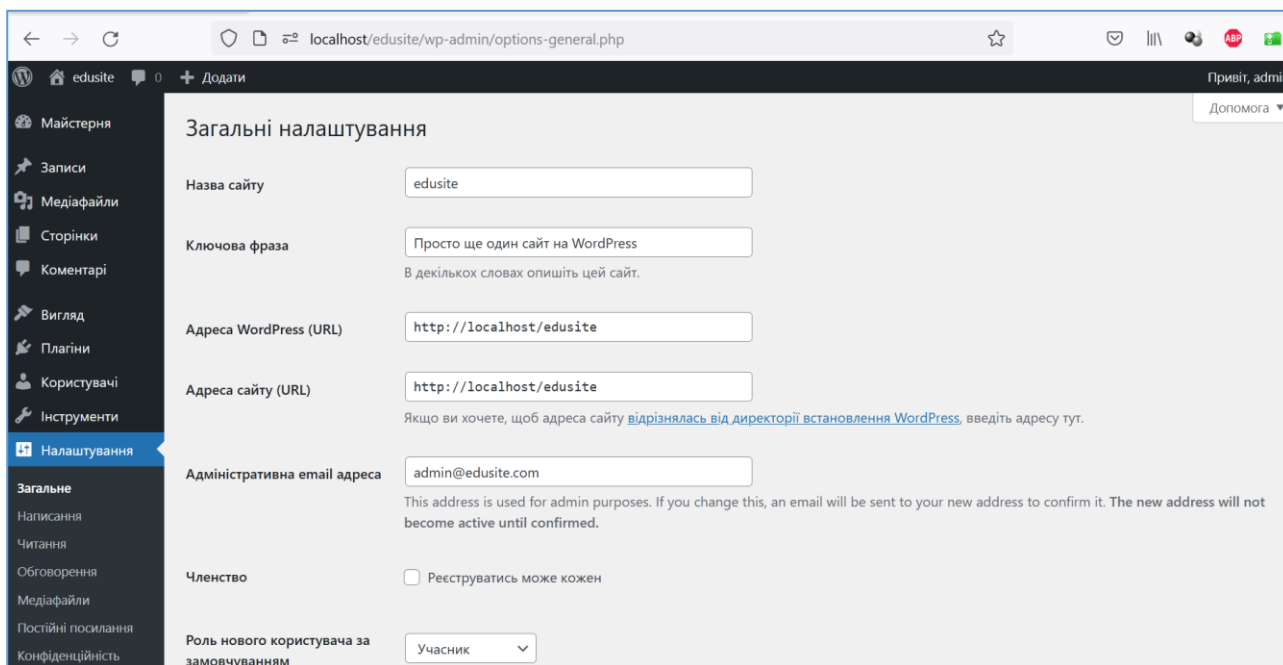 localhost/edusite/wp-admin/options-general.php
ABP
edusite 0 Додати
Привіт, admi
Допомога
Майстерня
Записи
Медіафайли
Сторінки
Коментарі
Вигляд
Плагіни
Користувачі
Інструменти
Налаштування
Загальне
Написання
Читання
Обговорення
Медіафайли
Постійні посилання
Конфіденційність
Загальні налаштування
Назва сайту
edusite
Ключова фраза
Просто ще один сайт на WordPress
В декількох словах опишіть цей сайт.
Адреса WordPress (URL)
http://localhost/edusite
Адреса сайту (URL)
http://localhost/edusite
Якщо ви хочете, щоб адреса сайту відрізнялась від директорії встановлення WordPress, введіть адресу тут.
Адміністративна email адреса
admin@edusite.com
This address is used for admin purposes. If you change this, an email will be sent to your new address to confirm it. The new address will not
become active until confirmed.
Членство
Реєструватись може кожен
Роль нового користувача за
замовчуванням
Учасник